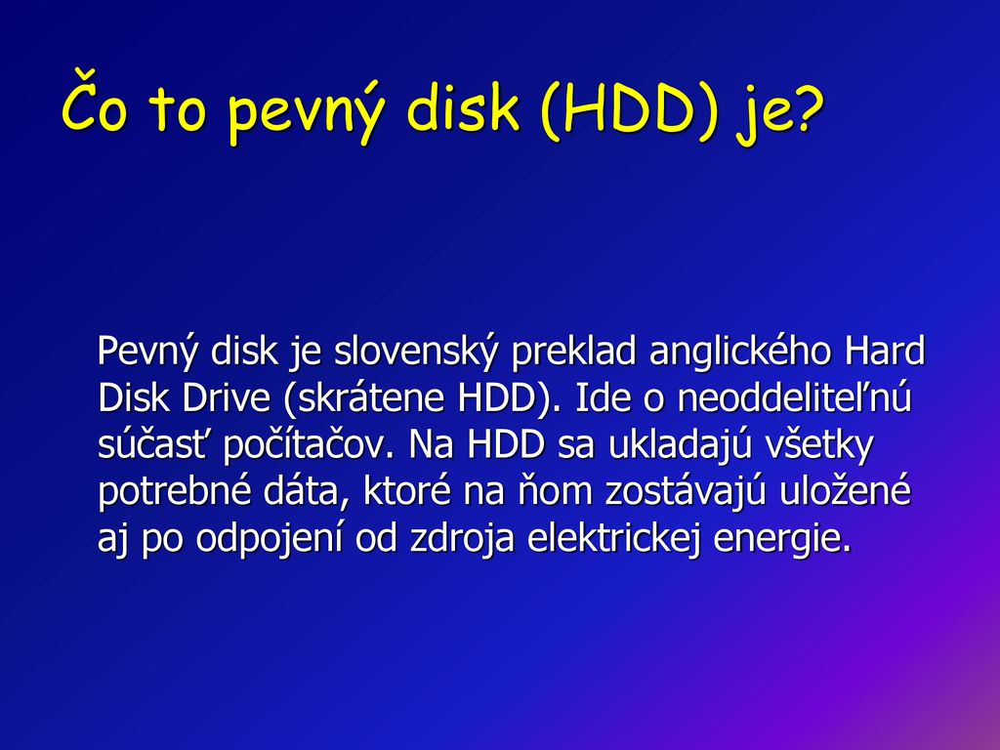 Čo to pevný disk (HDD) je?
Pevný disk je slovenský preklad anglického Hard
Disk Drive (skrátene HDD). Ide o neoddeliteľnú
súčasť počítačov. Na HDD sa ukladajú všetky
potrebné dáta, ktoré na ňom zostávajú uložené
aj po odpojení od zdroja elektrickej energie.